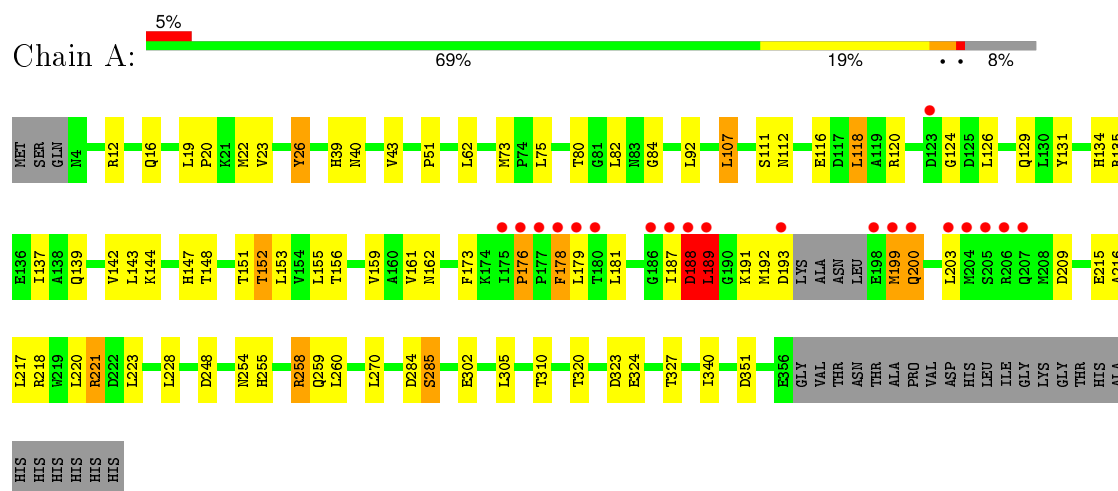 5%
Chain A:
69% 19% • • 8%
MET SER GLN N4 R12 Q16 L19 P20 K21 M22 V23 Y26 H39 N40 V43 P51 L62 M73 P74 L75 T80 G81 L82 N83 G84 L92 L107 S111 N112 E116 D117 L118 A119 R120 D123 G124 D125 L126 Q129 L130 Y131 H134 R135
E136 I137 A138 Q139 V142 L143 K144 H147 T148 T151 T152 L153 V154 L155 T156 V159 A160 V161 N162 F173 K174 I175 P176 P177 F178 L179 T180 L181 G186 I187 D188 L189 G190 K191 M192 D193 LYS ALA ASN LEU E198 M199 Q200 L203 M204 S205 R206 Q207 M208 D209 E215 A216
L217 R218 W219 L220 R221 D222 L223 L228 D248 N254 H255 R258 Q259 L260 L270 D284 S285 E302 L305 T310 T320 D323 E324 T327 I340 D351 E356 GLY VAL THR ASN THR ALA PRO VAL ASP HIS LEU ILE GLY LYS GLY THR HIS ALA
HIS HIS HIS HIS HIS HIS